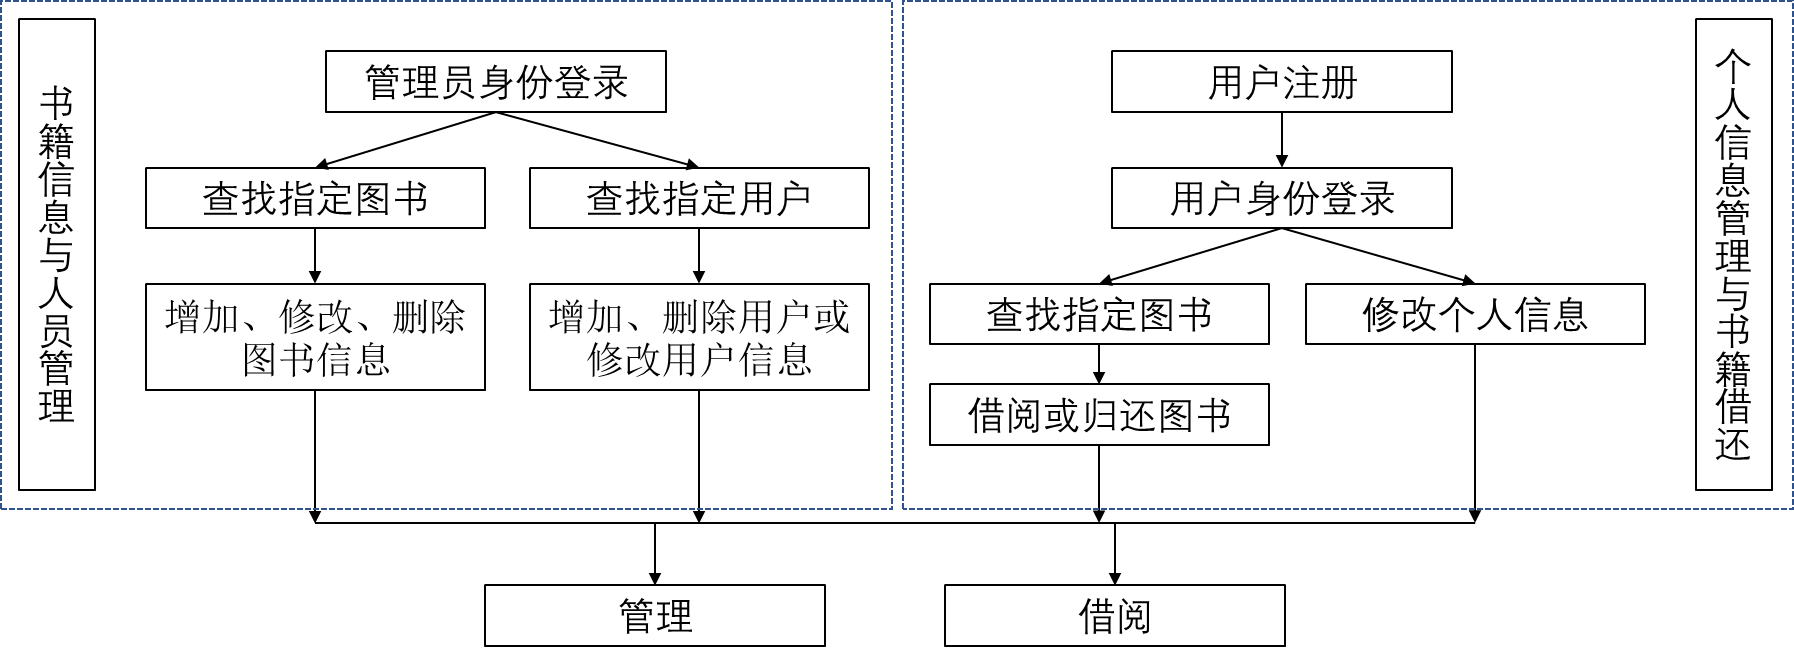 书籍信息与人员管理
管理员身份登录
查找指定图书
查找指定用户
增加、修改、删除
图书信息
增加、删除用户或
修改用户信息
用户注册
用户身份登录
查找指定图书
修改个人信息
借阅或归还图书
个人信息管理与书籍借还
管理
借阅